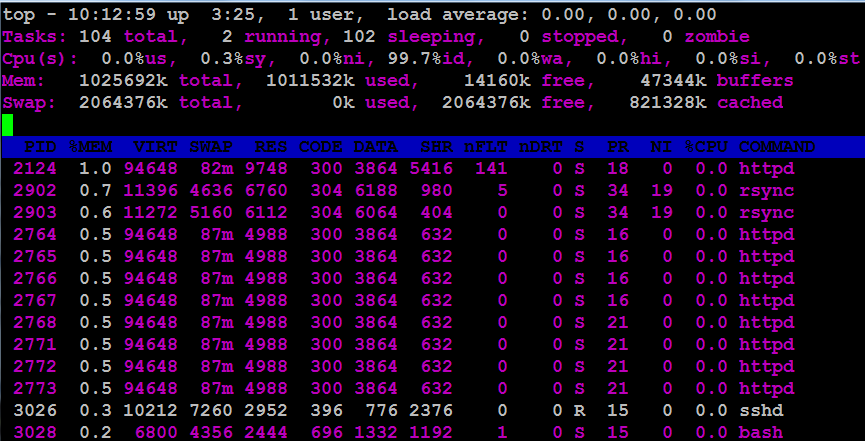 top - 10:12:59 up  3:25,  1 user,  load average: 0.00, 0.00, 0.00
Tasks: 104 total,   2 running, 102 sleeping,   0 stopped,   0 zombie
Cpu(s):  0.0%us,  0.3%sy,  0.0%ni, 99.7%id,  0.0%wa,  0.0%hi,  0.0%si,  0.0%st
Mem:   1025692k total,  1011532k used,    14160k free,    47344k buffers
Swap:  2064376k total,        0k used,  2064376k free,   821328k cached
PID %MEM  VIRT SWAP  RES CODE DATA  SHR nFLT nDRT S  PR  NI %CPU COMMAND
2124  1.0 94648  82m 9748  300 3864 5416  141    0 S  18   0  0.0 httpd
2902  0.7 11396 4636 6760  304 6188  980    5    0 S  34  19  0.0 rsync
2903  0.6 11272 5160 6112  304 6064  404    0    0 S  34  19  0.0 rsync
2764  0.5 94648  87m 4988  300 3864  632    0    0 S  16   0  0.0 httpd
2765  0.5 94648  87m 4988  300 3864  632    0    0 S  16   0  0.0 httpd
2766  0.5 94648  87m 4988  300 3864  632    0    0 S  16   0  0.0 httpd
2767  0.5 94648  87m 4988  300 3864  632    0    0 S  16   0  0.0 httpd
2768  0.5 94648  87m 4988  300 3864  632    0    0 S  21   0  0.0 httpd
2771  0.5 94648  87m 4988  300 3864  632    0    0 S  21   0  0.0 httpd
2772  0.5 94648  87m 4988  300 3864  632    0    0 S  21   0  0.0 httpd
2773  0.5 94648  87m 4988  300 3864  632    0    0 S  21   0  0.0 httpd
3026  0.3 10212 7260 2952  396  776 2376    0    0 R  15   0  0.0 sshd
3028  0.2  6800 4356 2444  696 1332 1192    1    0 S  15   0  0.0 bash